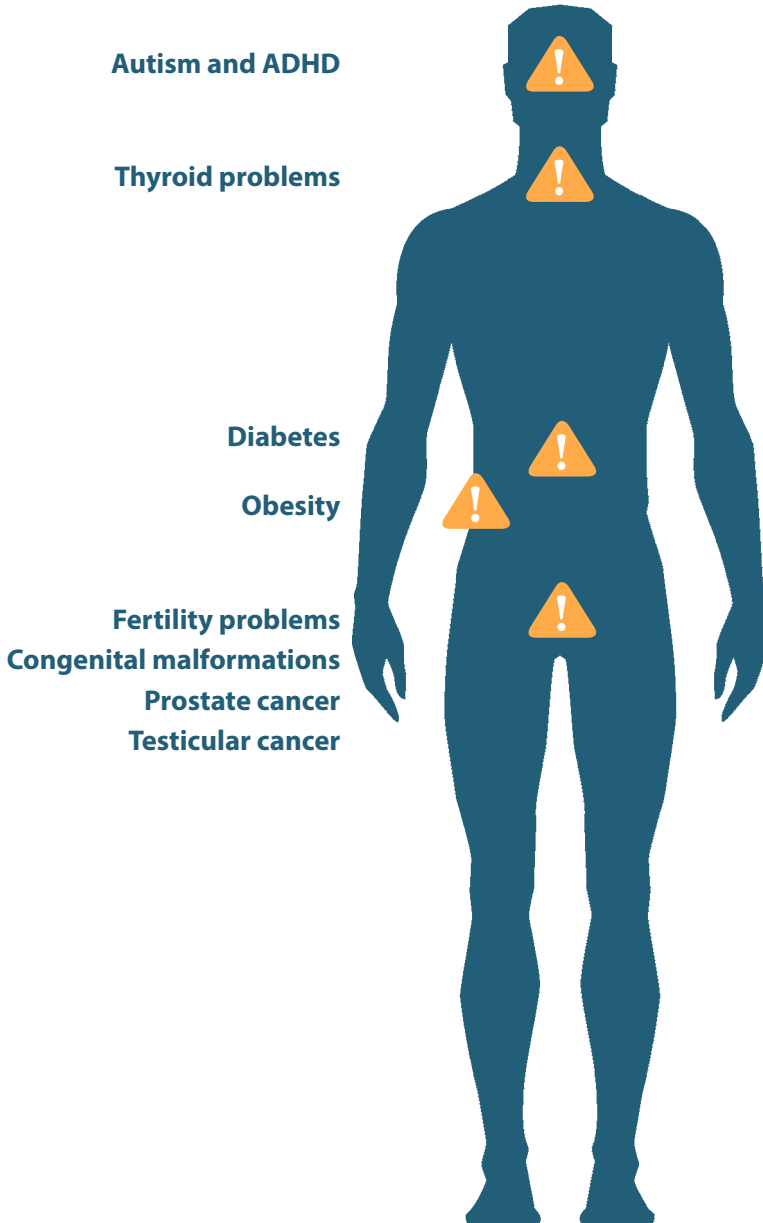 Autism and ADHD
Thyroid problems
Diabetes
Obesity
Fertility problems
Congenital malformations
Prostate cancer
Testicular cancer